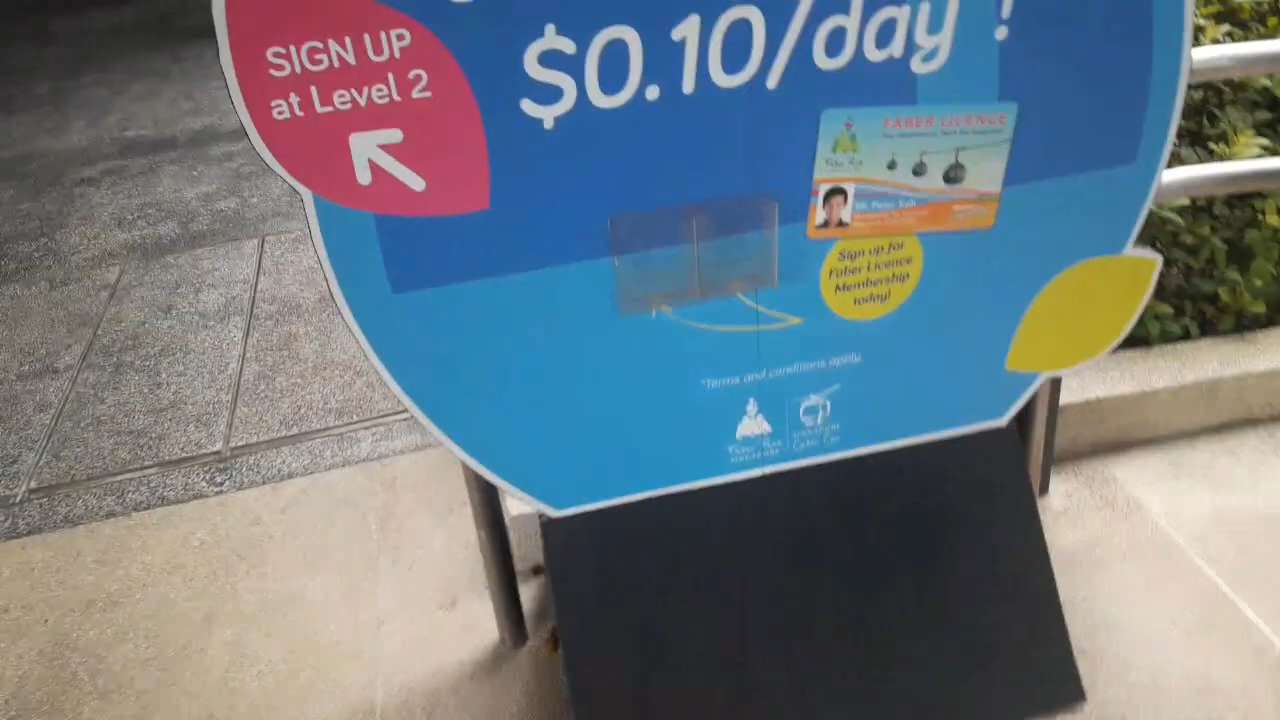 $0.10/day !
SIGN UP
at Level 2
FABER LICENCE
Sign up for
Faber Licence
Membership
today!
*Terms and conditions apply.